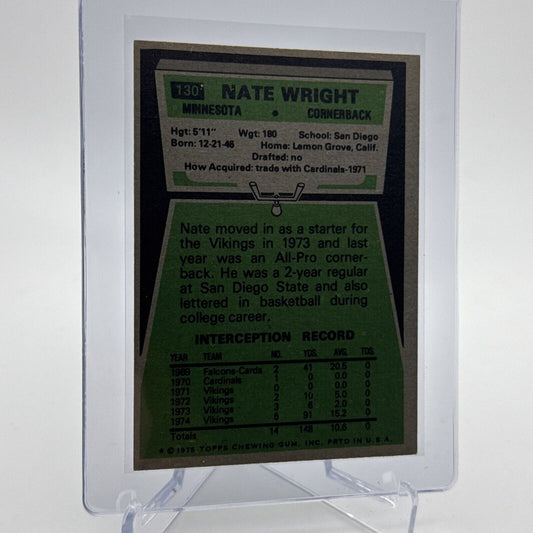 130 NATE WRIGHT
MINNESOTA • CORNERBACK
Hgt: 5'11" Wgt: 180 School: San Diego
Born: 12-21-46 Home: Lemon Grove, Calif.
Drafted: no
How Acquired: trade with Cardinals-1971
Nate moved in as a starter for
the Vikings in 1973 and last
year was an All-Pro corner-
back. He was a 2-year regular
at San Diego State and also
lettered in basketball during
college career.
INTERCEPTION RECORD
YEAR TEAM NO. YDS. AVG. TDS.
1969 Falcons-Cards 2 41 20.5 0
1970 Cardinals 1 0 0.0 0
1971 Vikings 0 0 0.0 0
1972 Vikings 2 10 5.0 0
1973 Vikings 3 6 2.0 0
1974 Vikings 6 91 15.2 0
Totals 14 148 10.6 0
* © 1975 TOPPS CHEWING GUM, INC. PRTD IN U.S.A.